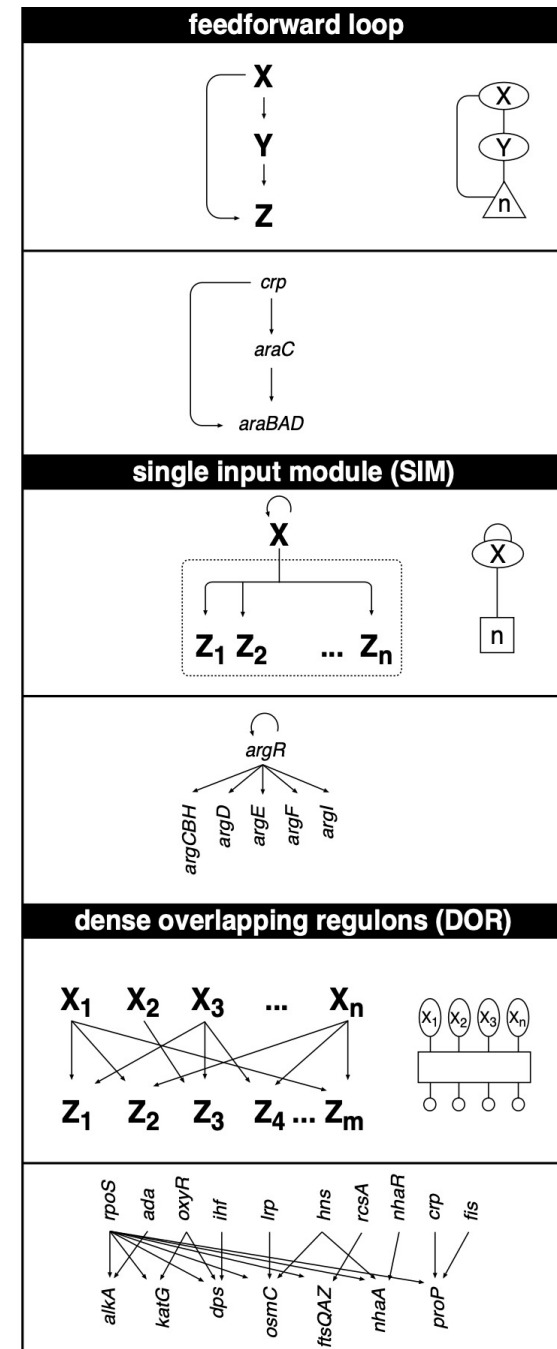 feedforward loop
X
Y
Z
X
Y
n
crp
araC
araBAD
single input module (SIM)
X
Z1 Z2 ... Zn
X
n
argR
argCBH argD argE argF argI
dense overlapping regulons (DOR)
X1 X2 X3 ... Xn
Z1 Z2 Z3 Z4 ... Zm
X1 X2 X3 Xn
rpoS ada oxyR ihf lrp hns rcsA nhaR crp fis
alkA katG dps osmC ftsQAZ nhaA proP